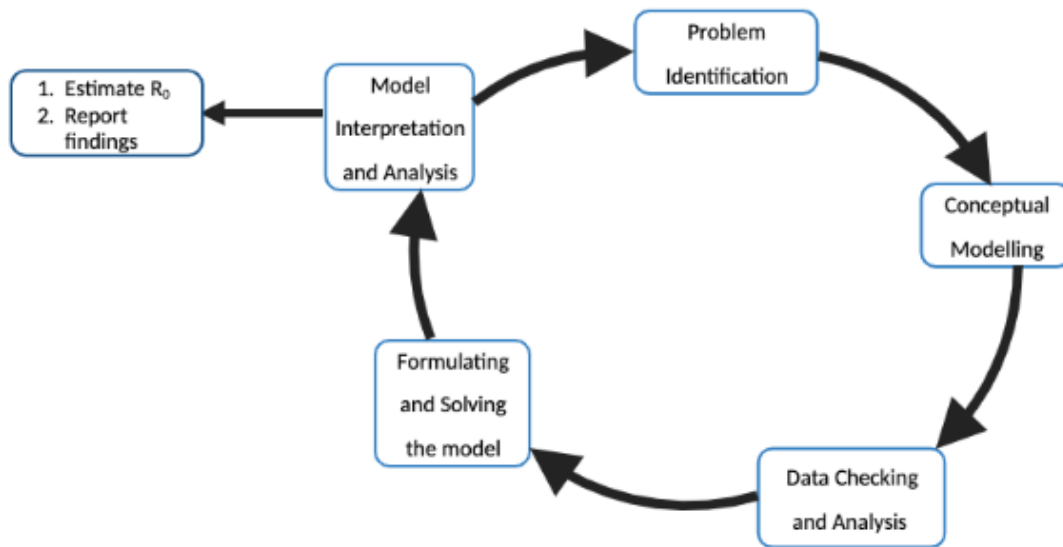 Problem
Identification
Model
Interpretation
and Analysis
1. Estimate R₀
2. Report
findings
Conceptual
Modelling
Formulating
and Solving
the model
Data Checking
and Analysis